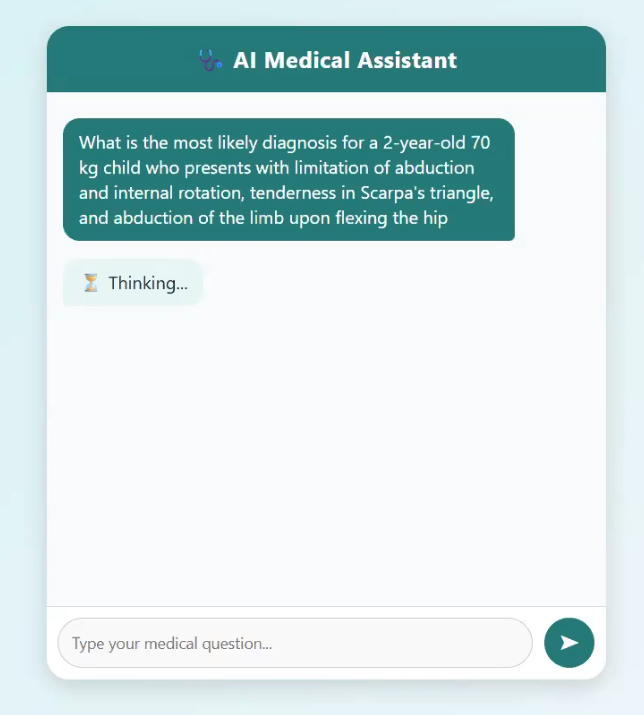 🩺 AI Medical Assistant
What is the most likely diagnosis for a 2-year-old 70
kg child who presents with limitation of abduction
and internal rotation, tenderness in Scarpa's triangle,
and abduction of the limb upon flexing the hip
⏳ Thinking...
Type your medical question...